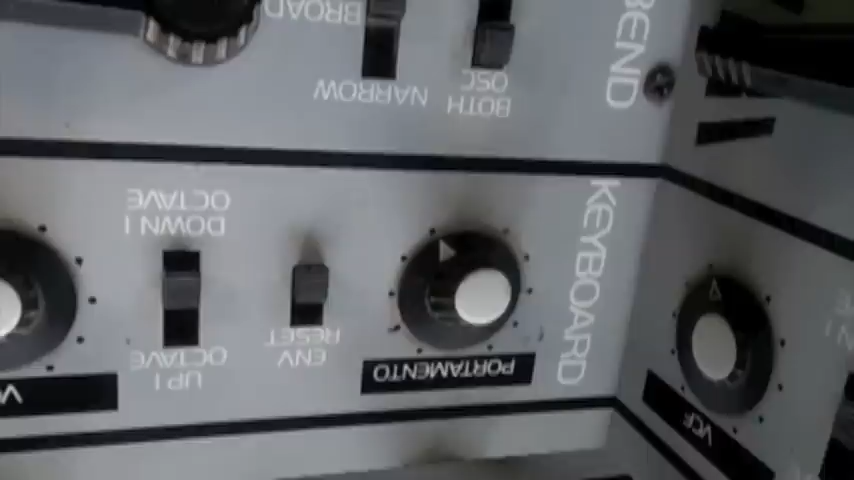 BEND
BOTH
OSC
NARROW
BROAD
KEYBOARD
PORTAMENTO
ENV
RESET
UP 1
OCTAVE
DOWN 1
OCTAVE
VCF